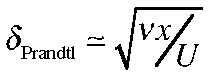 δ_Prandtl ≃ √(νx/U)